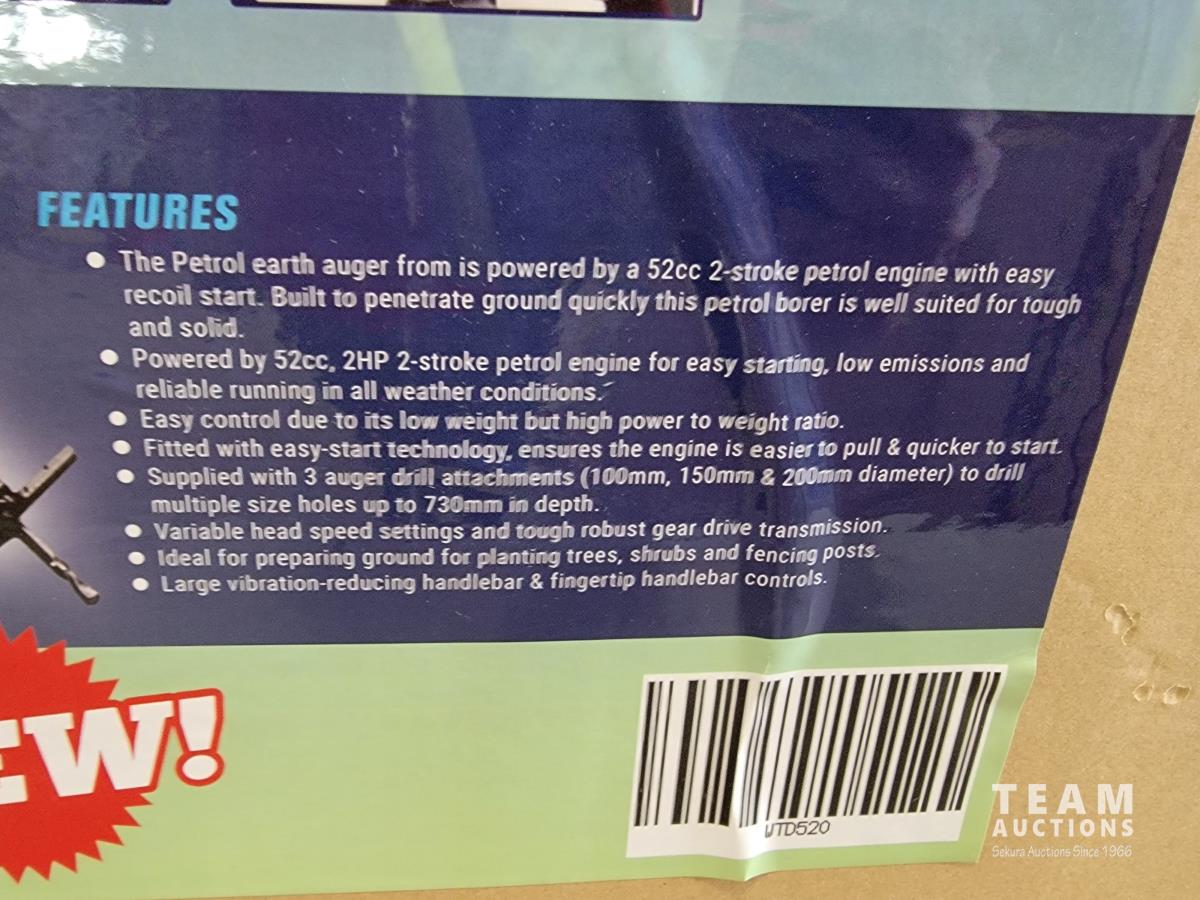 FEATURES
● The Petrol earth auger from is powered by a 52cc 2-stroke petrol engine with easy
recoil start. Built to penetrate ground quickly this petrol borer is well suited for tough
and solid.
● Powered by 52cc, 2HP 2-stroke petrol engine for easy starting, low emissions and
reliable running in all weather conditions.
● Easy control due to its low weight but high power to weight ratio.
● Fitted with easy-start technology, ensures the engine is easier to pull & quicker to start.
● Supplied with 3 auger drill attachments (100mm, 150mm & 200mm diameter) to drill
multiple size holes up to 730mm in depth.
● Variable head speed settings and tough robust gear drive transmission.
● Ideal for preparing ground for planting trees, shrubs and fencing posts.
● Large vibration-reducing handlebar & fingertip handlebar controls.
EW!
WTD520
TEAM
AUCTIONS
Sekura Auctions Since 1966